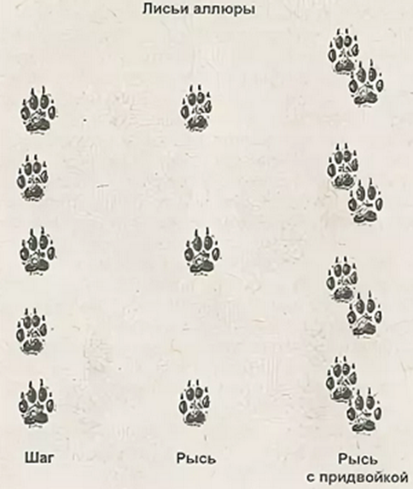 Лисьи аллюры
Шаг
Рысь
Рысь
с придвойкой